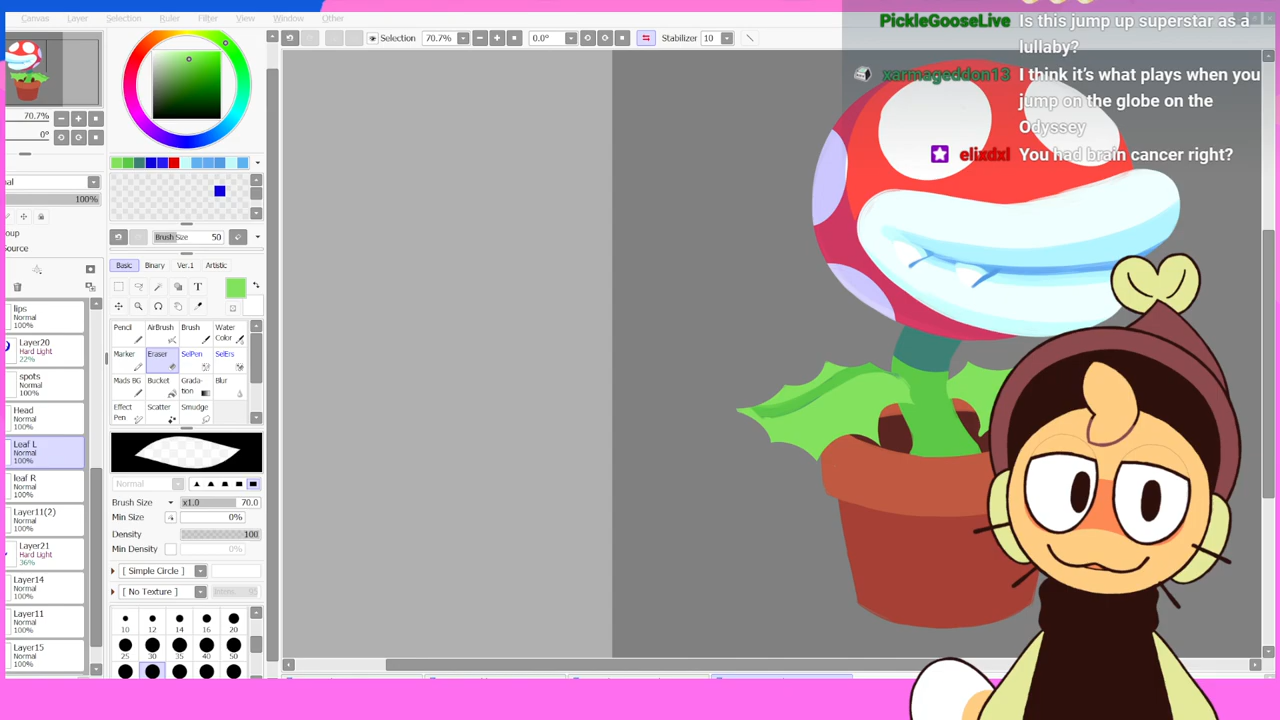 Canvas Layer Selection Ruler Filter View Window Other
Selection 70.7% 0.0° Stabilizer 10
70.7%
0°
100%
Brush Size 50
Basic Binary Ver.1 Artistic
T
Pencil AirBrush Brush Water Color
Marker Eraser SelPen SelErs
Mads BG Bucket Gradation Blur
Effect Pen Scatter Smudge
Normal
Brush Size x1.0 70.0
Min Size 0%
Density 100
Min Density 0%
[ Simple Circle ]
[ No Texture ]
10 12 14 16 20
25 30 35 40 50
lips
Normal
100%
Layer20
Hard Light
22%
spots
Normal
100%
Head
Normal
100%
Leaf L
Normal
100%
leaf R
Normal
100%
Layer11(2)
Normal
100%
Layer21
Hard Light
36%
Layer14
Normal
100%
Layer11
Normal
100%
Layer15
Normal
100%
PickleGooseLive Is this jump up superstar as a
lullaby?
xarmageddon13 I think it's what plays when you
jump on the globe on the
Odyssey
elixdxl You had brain cancer right?